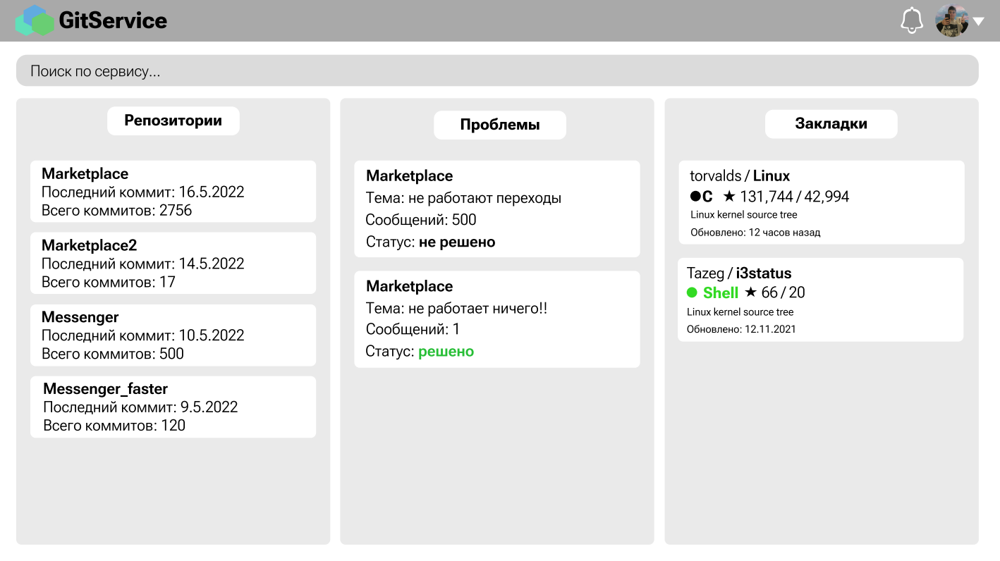 GitService
Поиск по сервису...
Репозитории
Marketplace
Последний коммит: 16.5.2022
Всего коммитов: 2756
Marketplace2
Последний коммит: 14.5.2022
Всего коммитов: 17
Messenger
Последний коммит: 10.5.2022
Всего коммитов: 500
Messenger_faster
Последний коммит: 9.5.2022
Всего коммитов: 120
Проблемы
Marketplace
Тема: не работают переходы
Сообщений: 500
Статус: не решено
Marketplace
Тема: не работает ничего!!
Сообщений: 1
Статус: решено
Закладки
torvalds / Linux
●C ★ 131,744 / 42,994
Linux kernel source tree
Обновлено: 12 часов назад
Tazeg / i3status
● Shell ★ 66 / 20
Linux kernel source tree
Обновлено: 12.11.2021